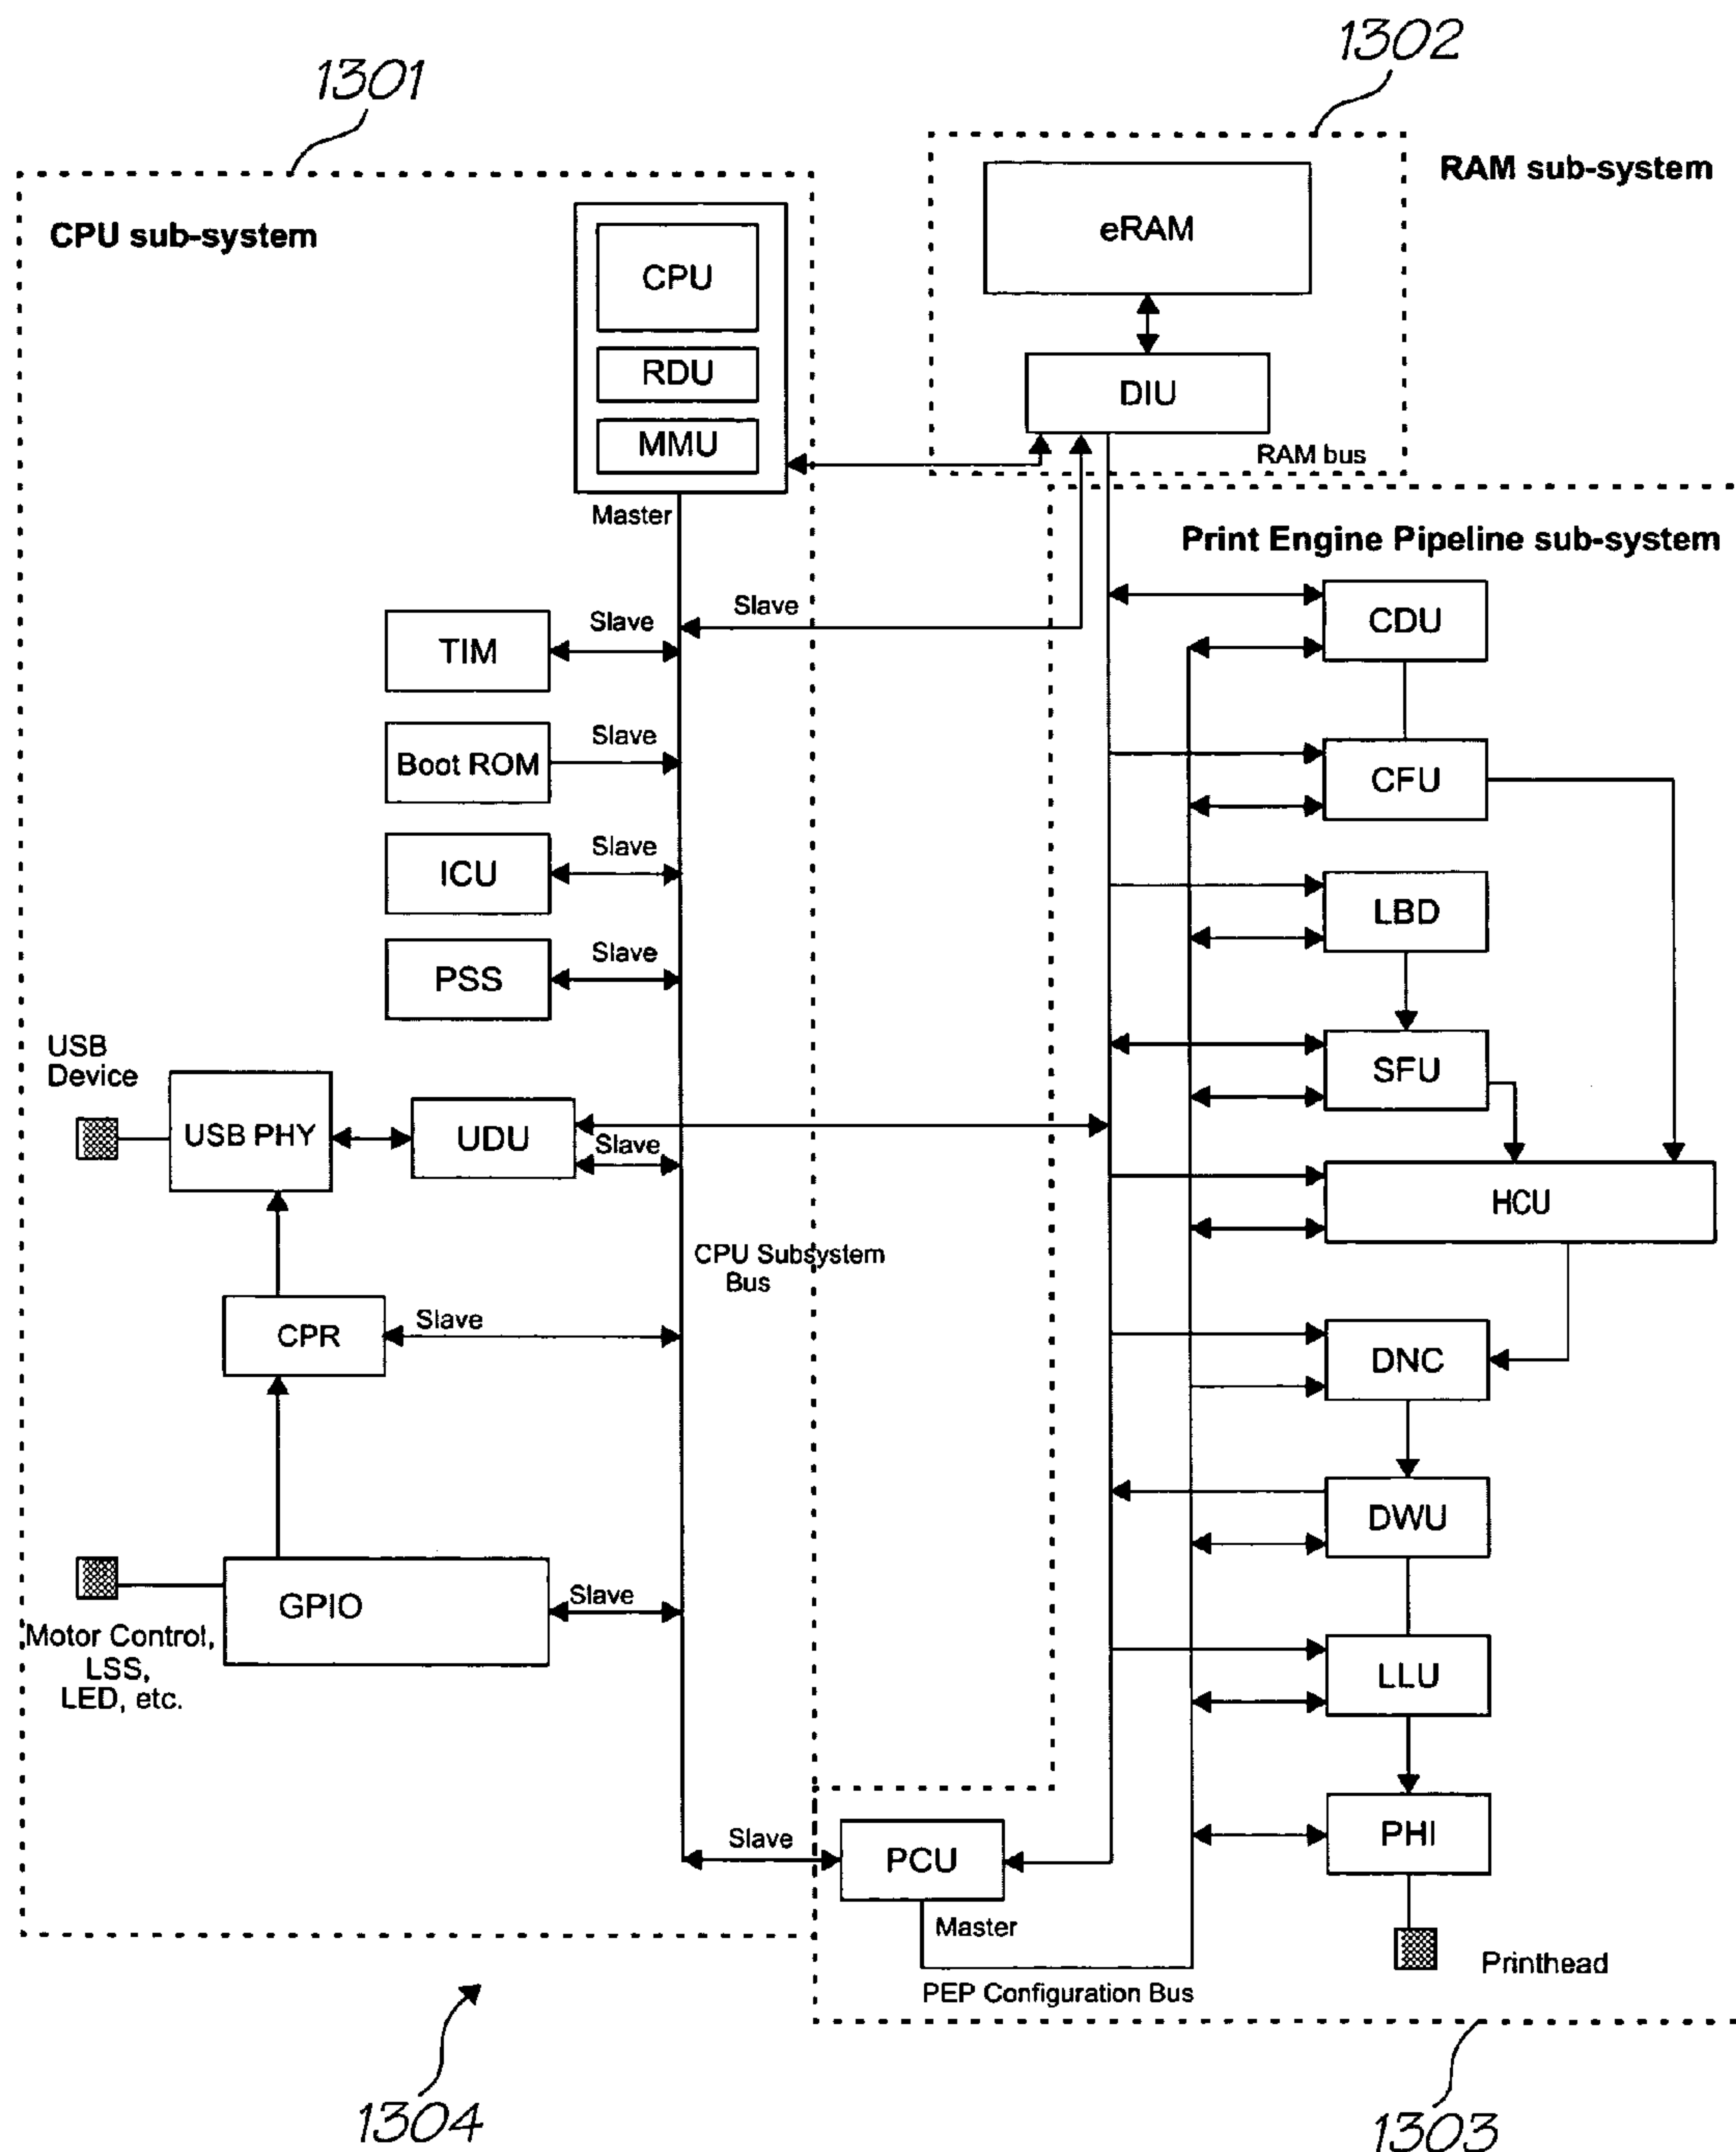 1301
1302
CPU sub-system
CPU
RDU
MMU
Master
RAM sub-system
eRAM
DIU
RAM bus
Print Engine Pipeline sub-system
Slave
TIM
Slave
Boot ROM
Slave
ICU
Slave
PSS
Slave
USB
Device
USB PHY
UDU
Slave
CPU Subsystem
Bus
CPR
Slave
GPIO
Slave
Motor Control,
LSS,
LED, etc.
CDU
CFU
LBD
SFU
HCU
DNC
DWU
LLU
PHI
Slave
PCU
Master
PEP Configuration Bus
Printhead
1304
1303